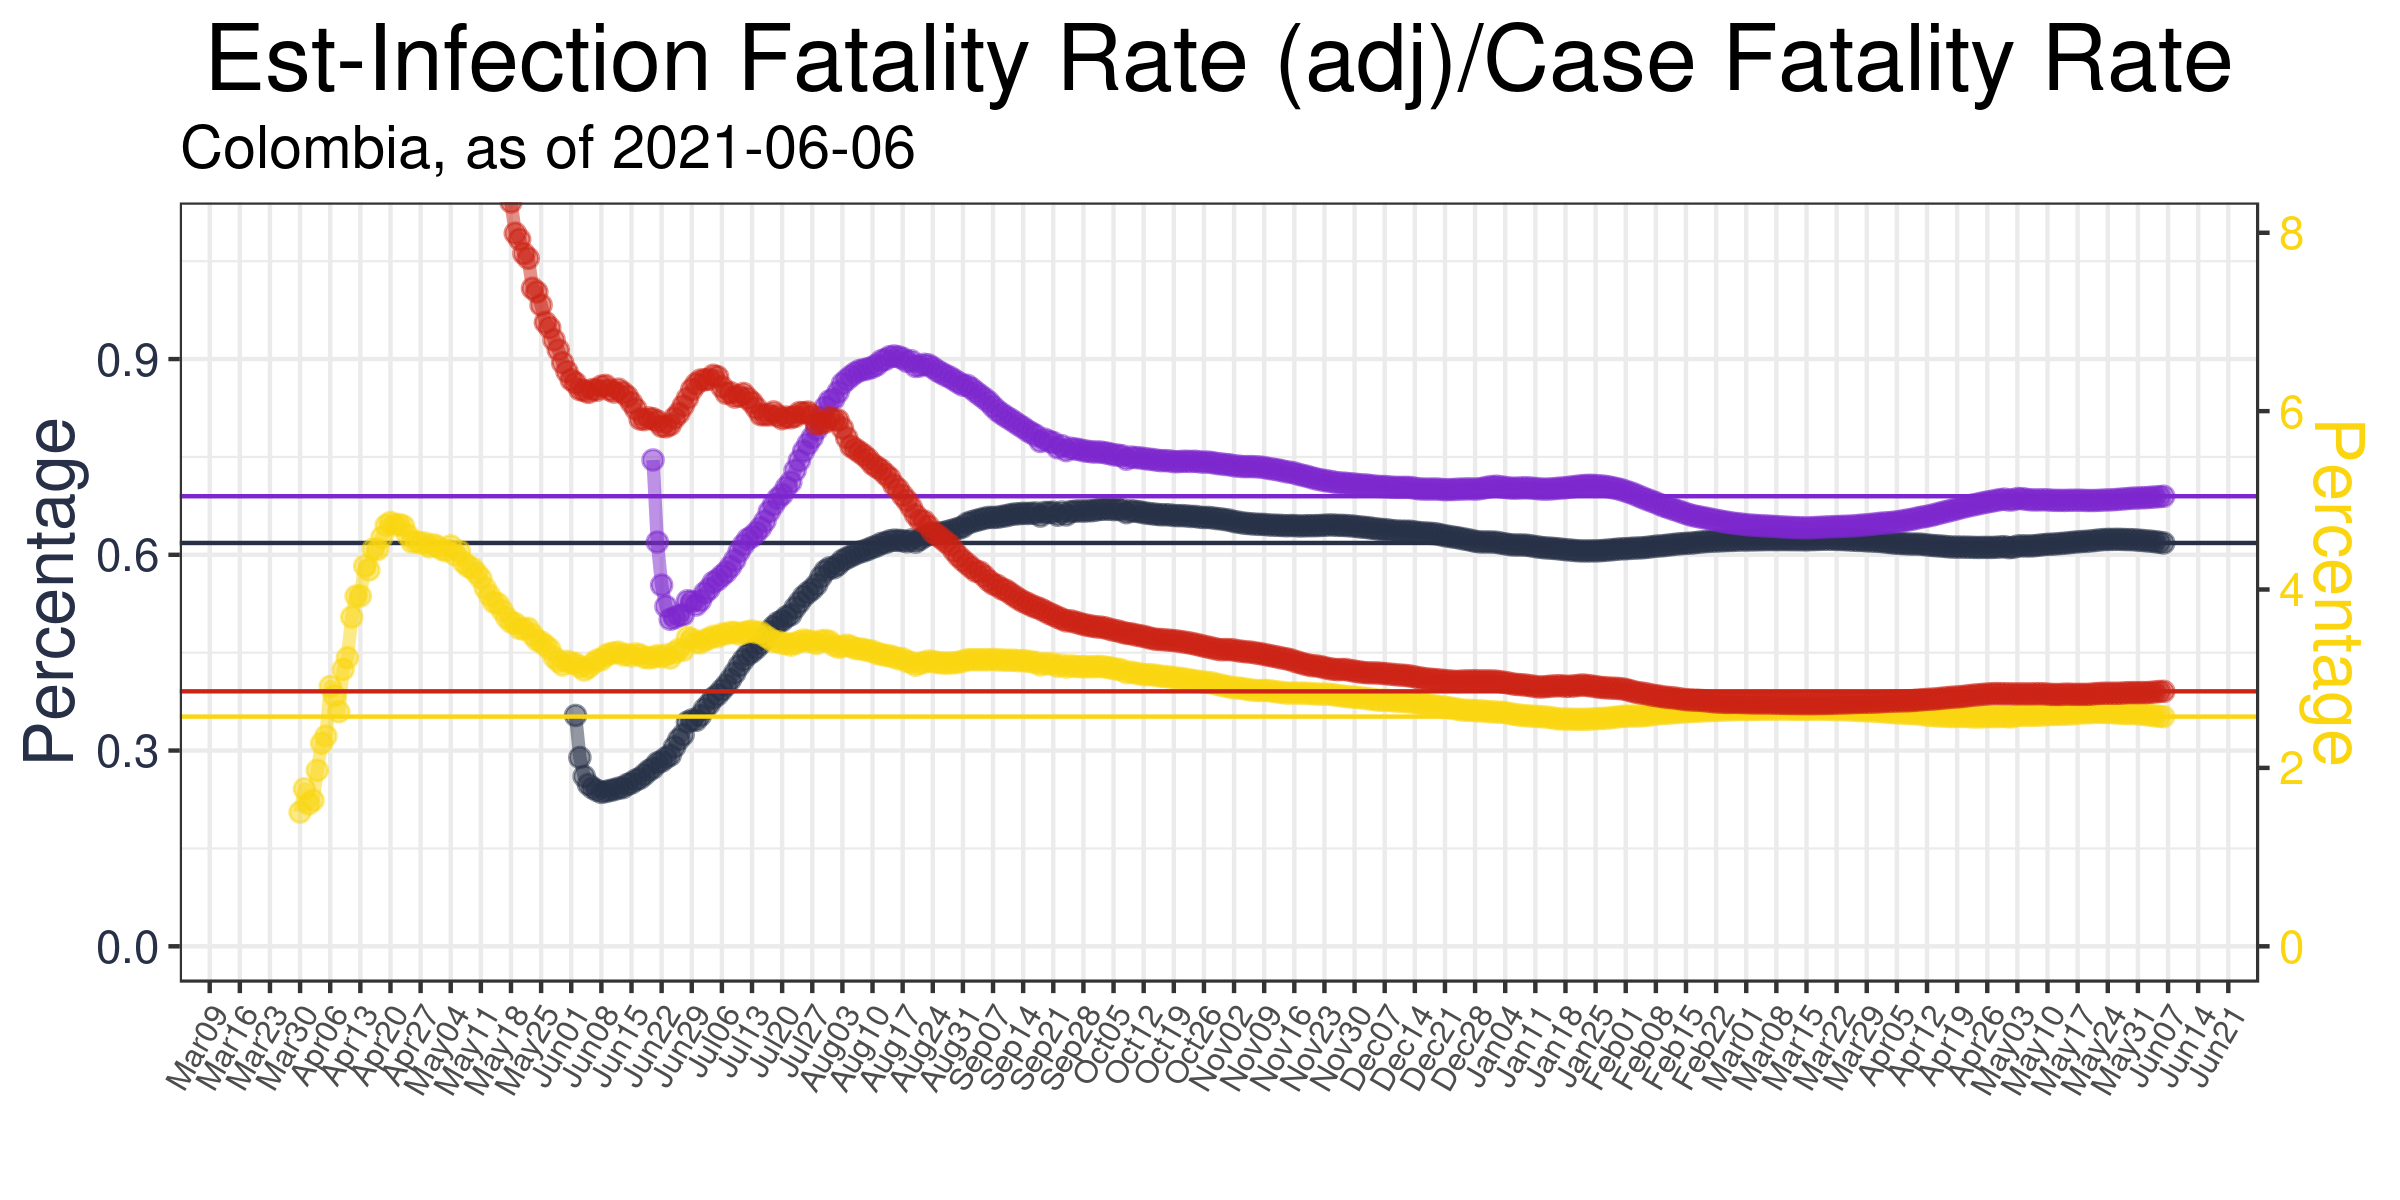 Est-Infection Fatality Rate (adj)/Case Fatality Rate
Colombia, as of 2021-06-06
Percentage
0.9
0.6
0.3
0.0
8
6
4
2
0
Percentage
Mar09
Mar16
Mar23
Mar30
Apr06
Apr13
Apr20
Apr27
May04
May11
May18
May25
Jun01
Jun08
Jun15
Jun22
Jun29
Jul06
Jul13
Jul20
Jul27
Aug03
Aug10
Aug17
Aug24
Aug31
Sep07
Sep14
Sep21
Sep28
Oct05
Oct12
Oct19
Oct26
Nov02
Nov09
Nov16
Nov23
Nov30
Dec07
Dec14
Dec21
Dec28
Jan04
Jan11
Jan18
Jan25
Feb01
Feb08
Feb15
Feb22
Mar01
Mar08
Mar15
Mar22
Mar29
Apr05
Apr12
Apr19
Apr26
May03
May10
May17
May24
May31
Jun07
Jun14
Jun21